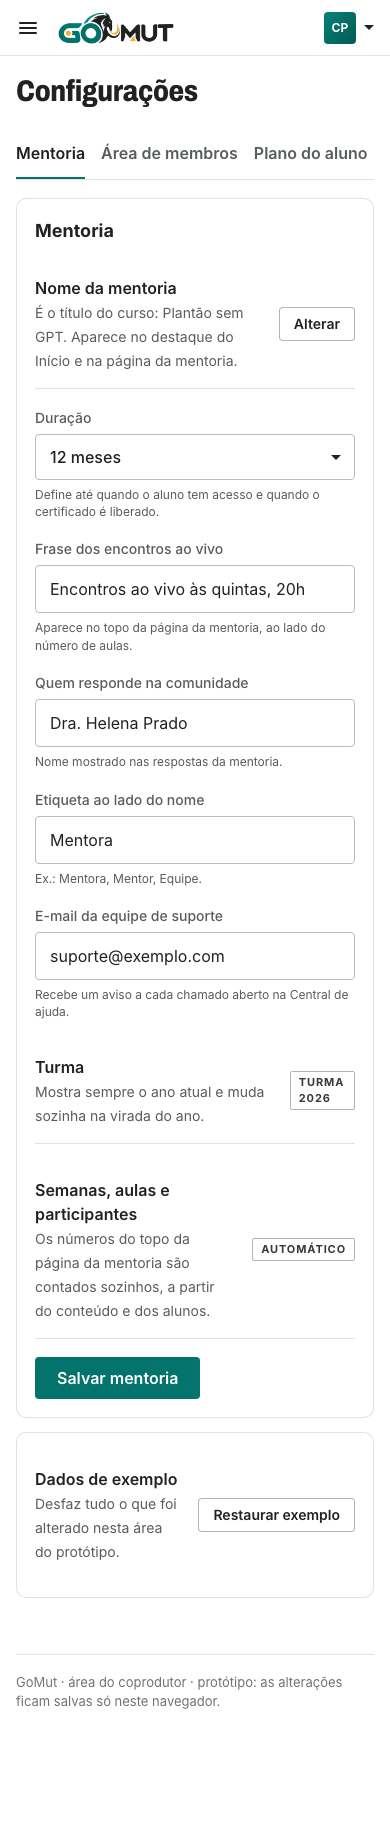 GOMUT
CP
Configurações
Mentoria
Área de membros
Plano do aluno
Mentoria
Nome da mentoria
É o título do curso: Plantão sem
GPT. Aparece no destaque do
Início e na página da mentoria.
Alterar
Duração
12 meses
Define até quando o aluno tem acesso e quando o
certificado é liberado.
Frase dos encontros ao vivo
Encontros ao vivo às quintas, 20h
Aparece no topo da página da mentoria, ao lado do
número de aulas.
Quem responde na comunidade
Dra. Helena Prado
Nome mostrado nas respostas da mentoria.
Etiqueta ao lado do nome
Mentora
Ex.: Mentora, Mentor, Equipe.
E-mail da equipe de suporte
suporte@exemplo.com
Recebe um aviso a cada chamado aberto na Central de
ajuda.
Turma
Mostra sempre o ano atual e muda
sozinha na virada do ano.
TURMA
2026
Semanas, aulas e
participantes
Os números do topo da
página da mentoria são
contados sozinhos, a partir
do conteúdo e dos alunos.
AUTOMÁTICO
Salvar mentoria
Dados de exemplo
Desfaz tudo o que foi
alterado nesta área
do protótipo.
Restaurar exemplo
GoMut · área do coprodutor · protótipo: as alterações
ficam salvas só neste navegador.